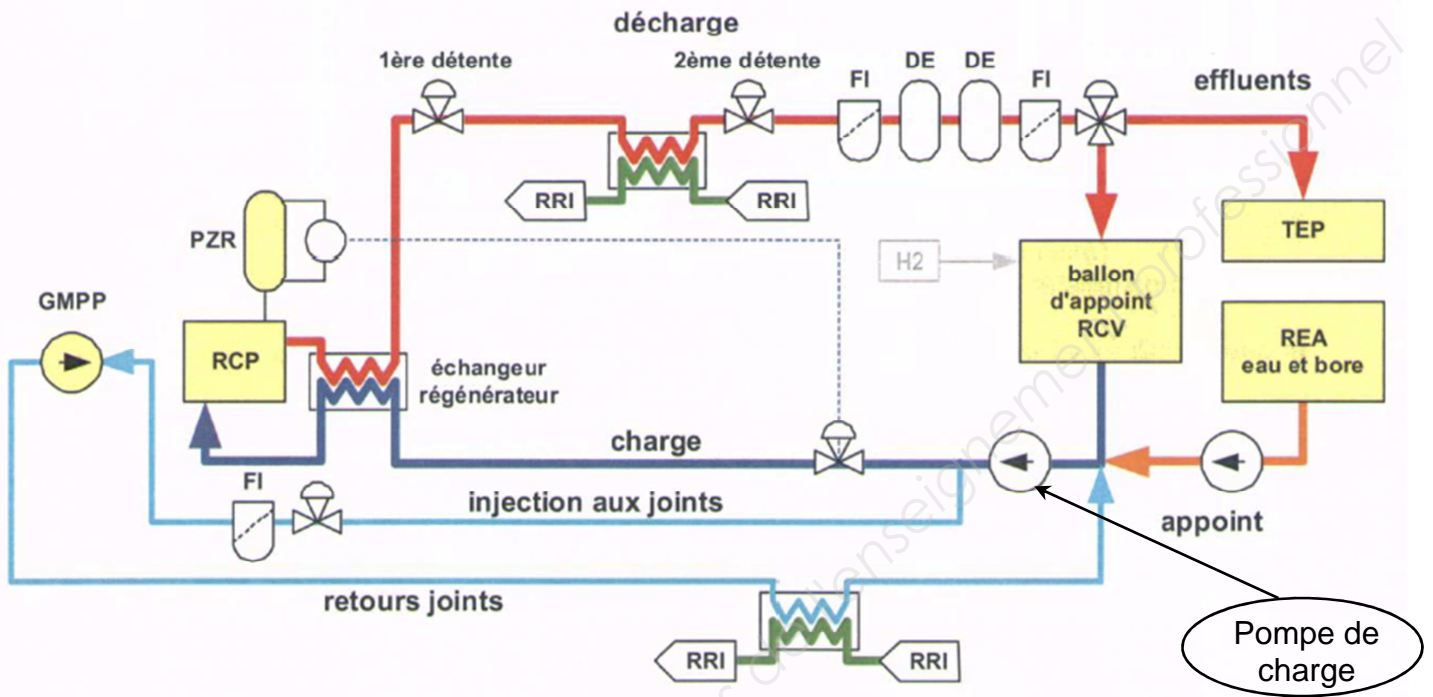 décharge
1ère détente
2ème détente
FI
DE
DE
FI
effluents
RRI
RRI
PZR
TEP
H2
ballon
d'appoint
RCV
GMPP
RCP
REA
eau et bore
échangeur
régénérateur
charge
FI
injection aux joints
appoint
retours joints
RRI
RRI
Pompe de
charge
enseignement professionnel